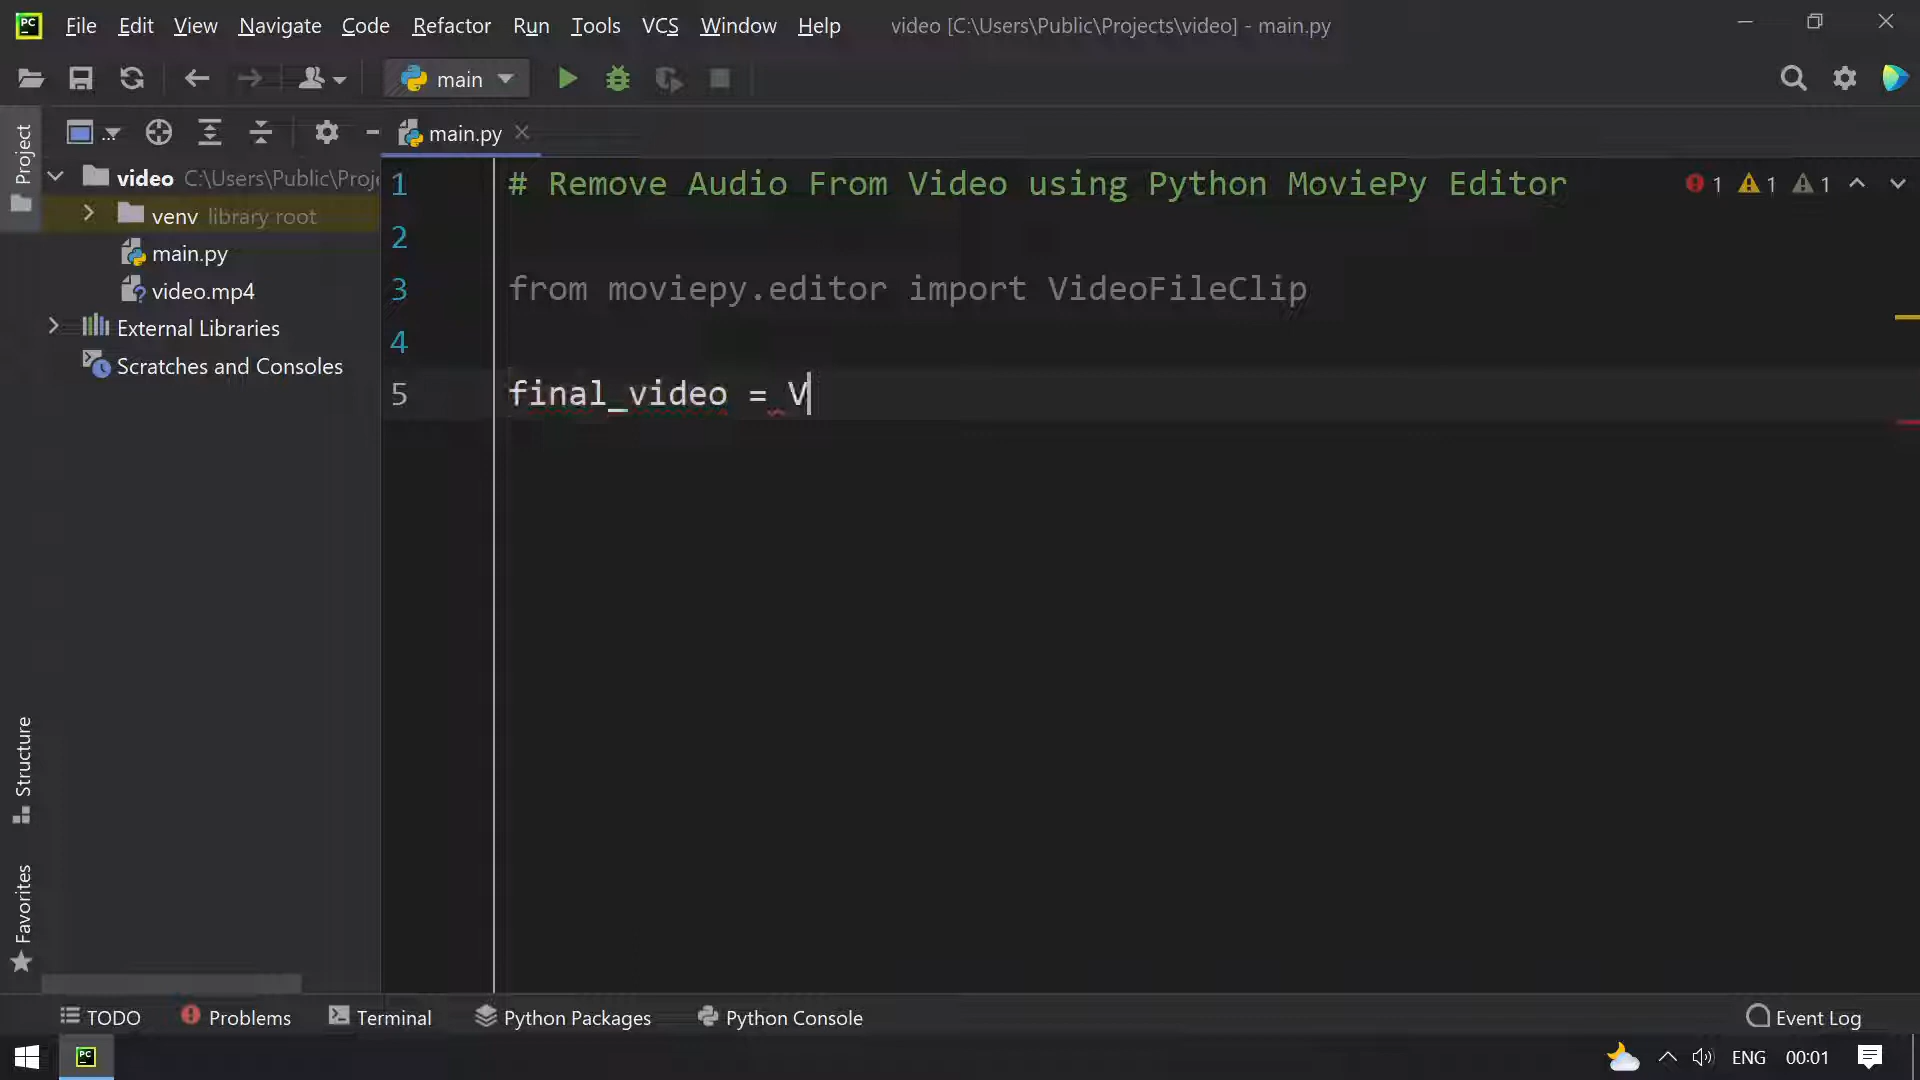 PC
File Edit View Navigate Code Refactor Run Tools VCS Window Help video [C:\Users\Public\Projects\video] - main.py
main
Project
... main.py
video C:\Users\Public\Proj
venv library root
main.py
video.mp4
External Libraries
Scratches and Consoles
1 # Remove Audio From Video using Python MoviePy Editor
1 1 1
2
3 from moviepy.editor import VideoFileClip
4
5 final_video = V
Structure
Favorites
TODO Problems Terminal Python Packages Python Console Event Log
PC ENG 00:01